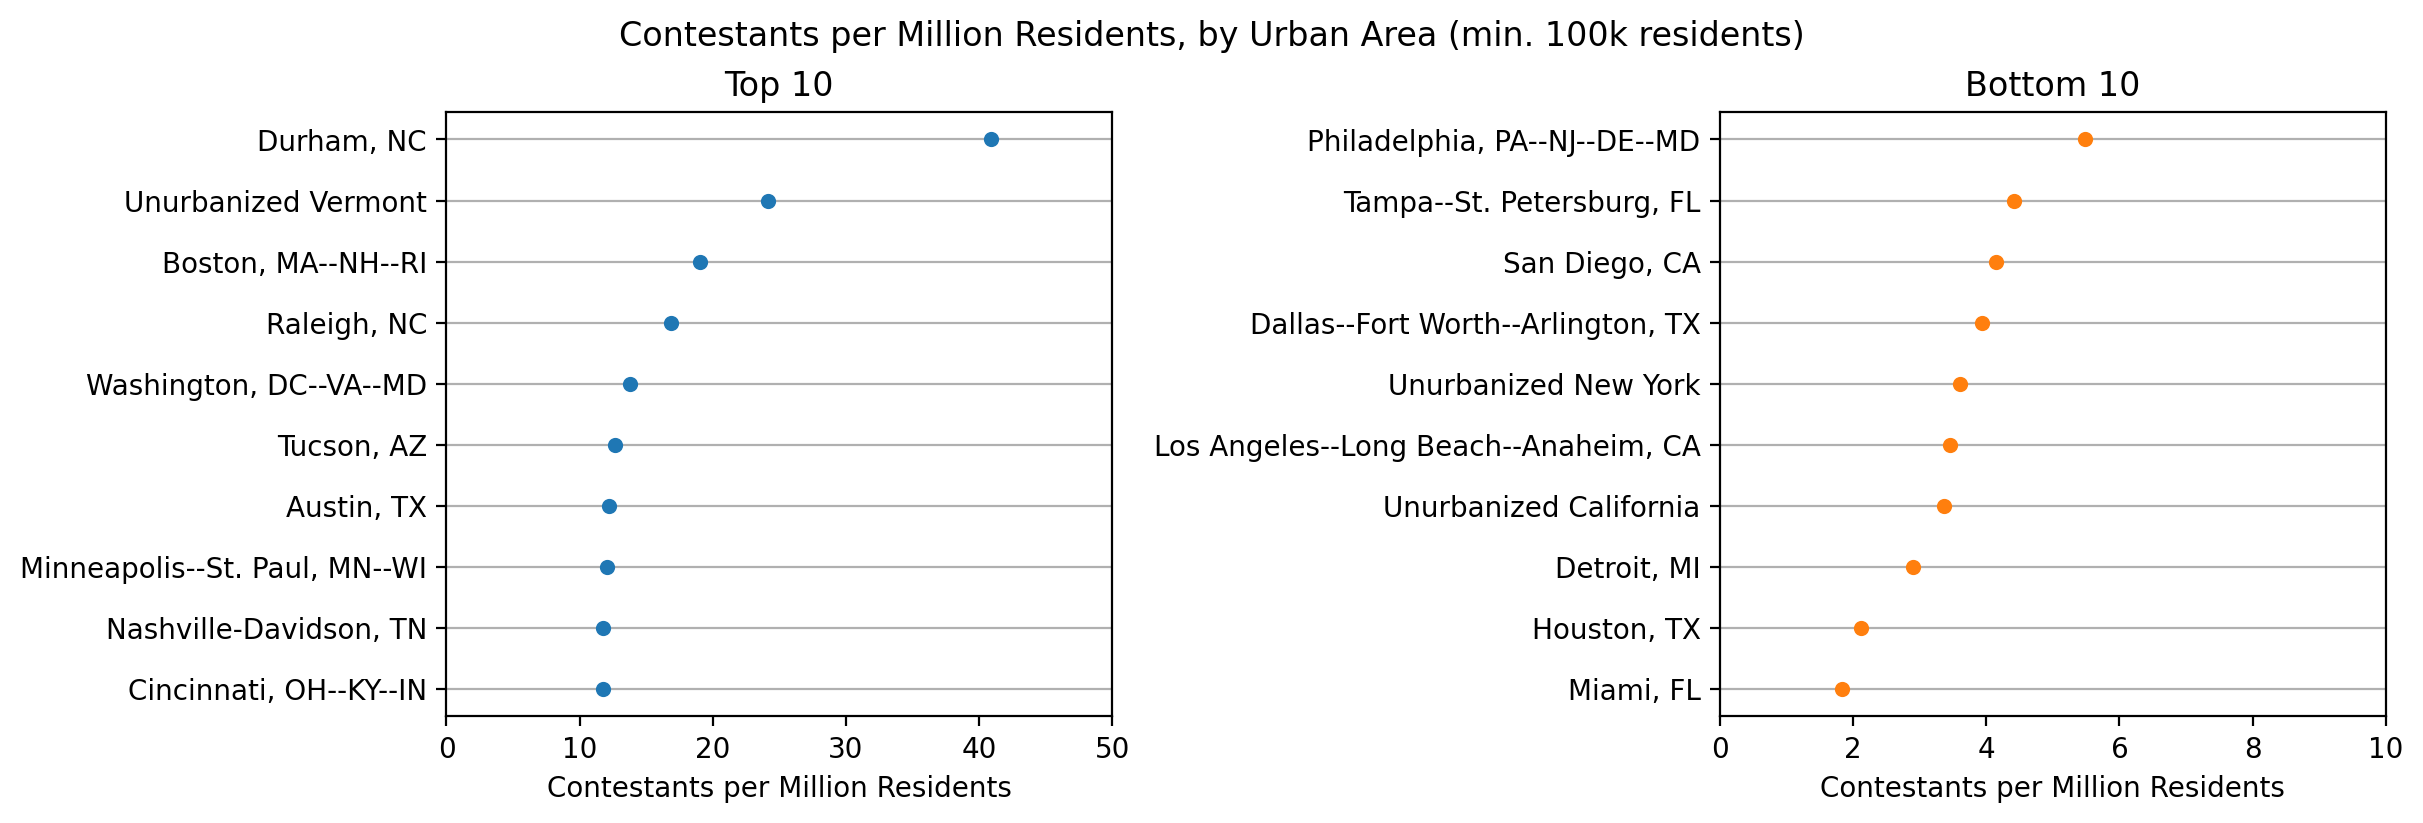 Contestants per Million Residents, by Urban Area (min. 100k residents)
Top 10
Durham, NC
Unurbanized Vermont
Boston, MA--NH--RI
Raleigh, NC
Washington, DC--VA--MD
Tucson, AZ
Austin, TX
Minneapolis--St. Paul, MN--WI
Nashville-Davidson, TN
Cincinnati, OH--KY--IN
0 10 20 30 40 50
Contestants per Million Residents
Bottom 10
Philadelphia, PA--NJ--DE--MD
Tampa--St. Petersburg, FL
San Diego, CA
Dallas--Fort Worth--Arlington, TX
Unurbanized New York
Los Angeles--Long Beach--Anaheim, CA
Unurbanized California
Detroit, MI
Houston, TX
Miami, FL
0 2 4 6 8 10
Contestants per Million Residents